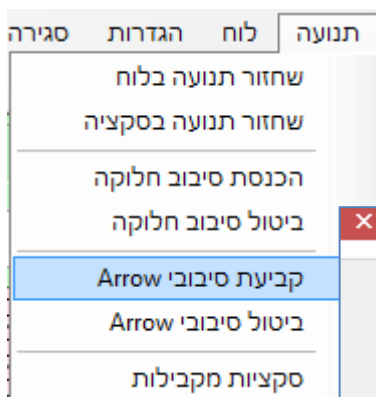 תנועה לוח הגדרות סגירה
שחזור תנועה בלוח
שחזור תנועה בסקציה
הכנסת סיבוב חלוקה
ביטול סיבוב חלוקה
קביעת סיבובי Arrow
ביטול סיבובי Arrow
סקציות מקבילות